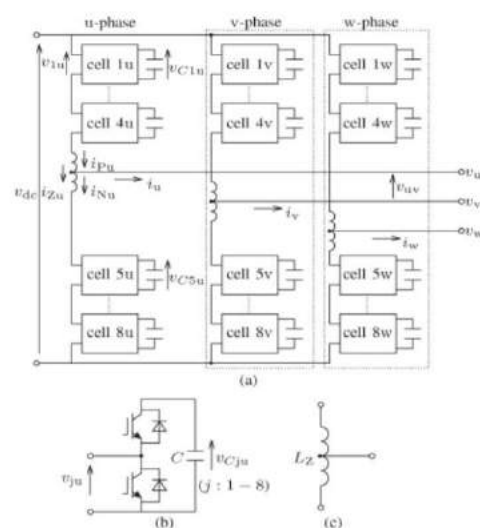 u-phase v-phase w-phase
v1u cell 1u vC1u cell 1v cell 1w
cell 4u cell 4v cell 4w
iPu
vdc iZu iNu iu vuv vu
iv vv
iw vw
cell 5u vC5u cell 5v cell 5w
cell 8u cell 8v cell 8w
(a)
vju C vCju LZ
(j : 1−8)
(b) (c)